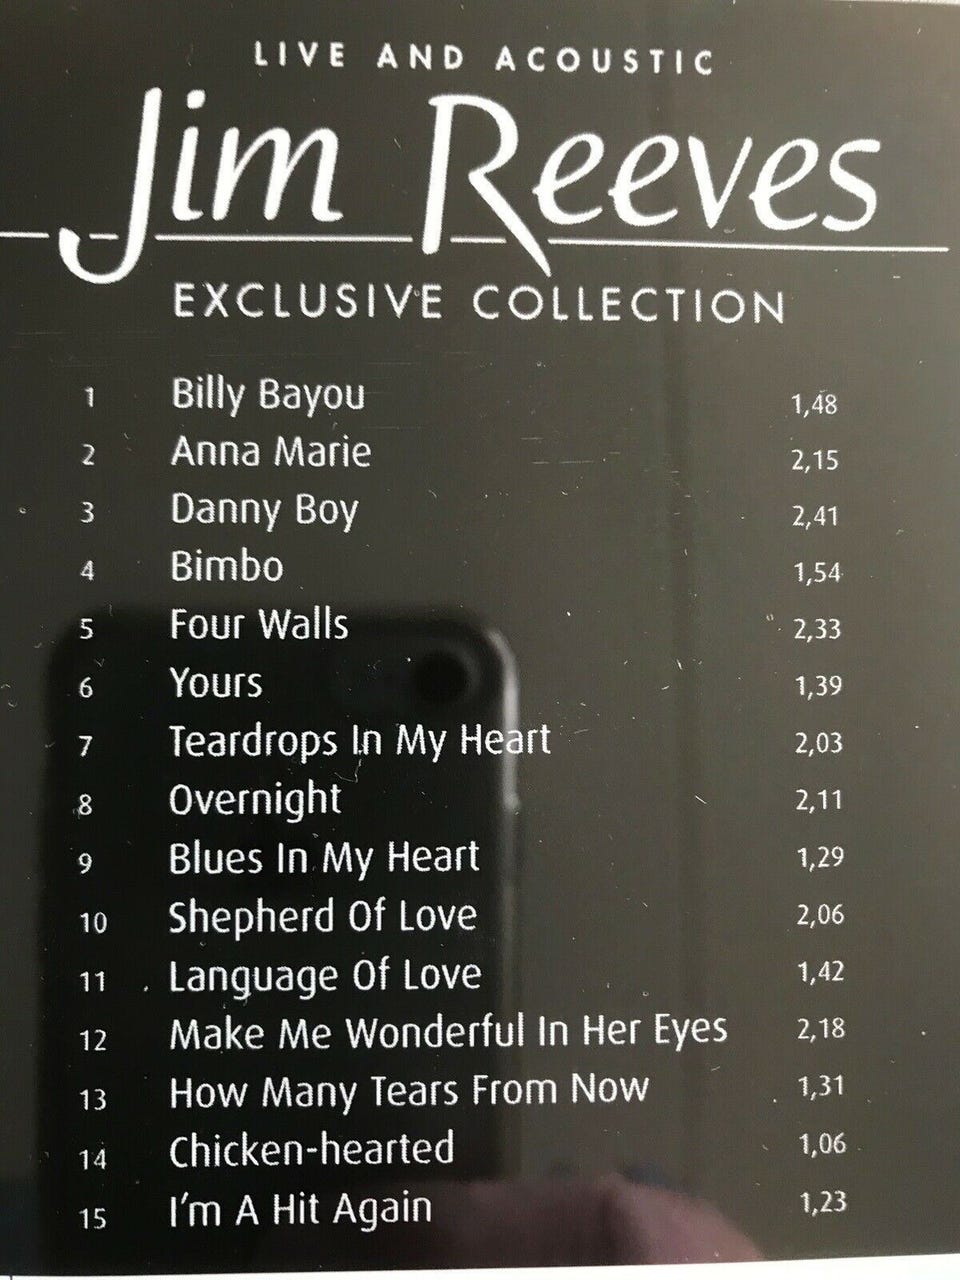 LIVE AND ACOUSTIC
Jim Reeves
EXCLUSIVE COLLECTION
1 Billy Bayou 1,48
2 Anna Marie 2,15
3 Danny Boy 2,41
4 Bimbo 1,54
5 Four Walls 2,33
6 Yours 1,39
7 Teardrops In My Heart 2,03
8 Overnight 2,11
9 Blues In My Heart 1,29
10 Shepherd Of Love 2,06
11 Language Of Love 1,42
12 Make Me Wonderful In Her Eyes 2,18
13 How Many Tears From Now 1,31
14 Chicken-hearted 1,06
15 I'm A Hit Again 1,23